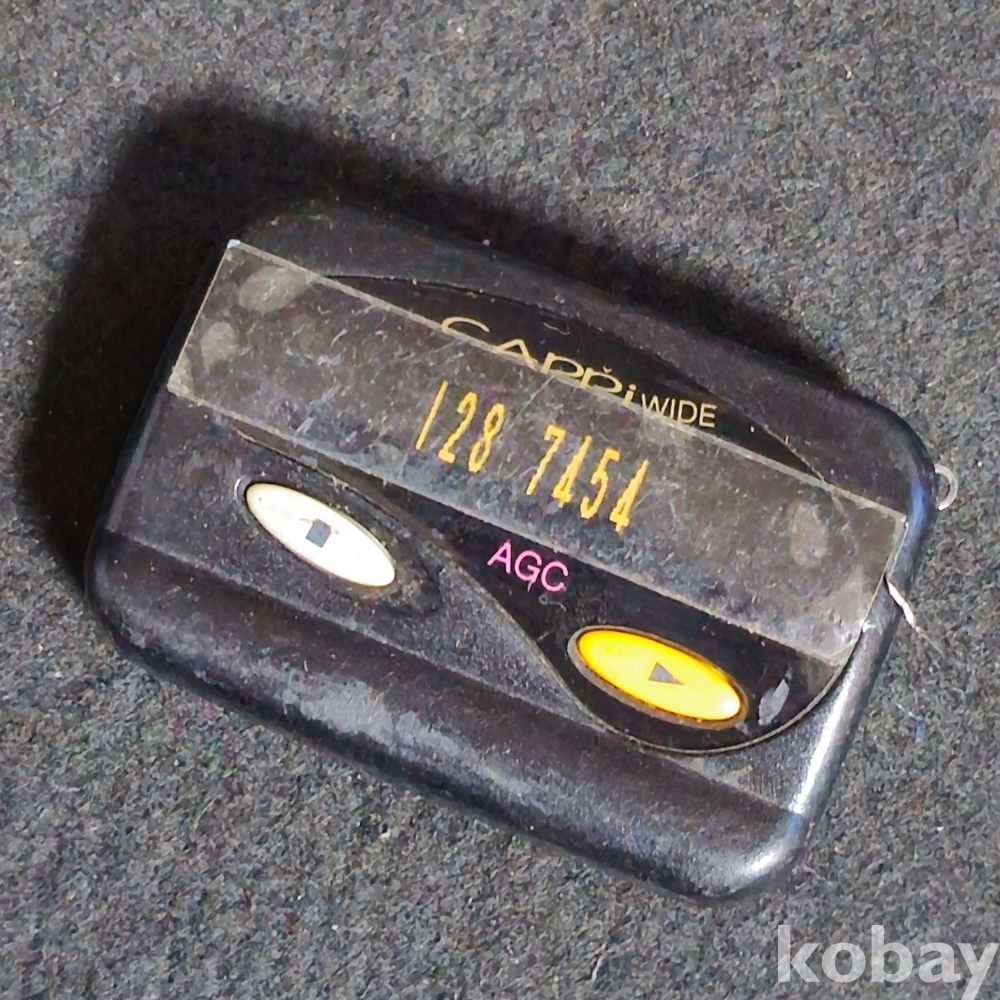 CAPPi WIDE
128 7454
AGC
kobay